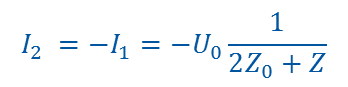 I₂ = −I₁ = −U₀ 1/(2Z₀ + Z)